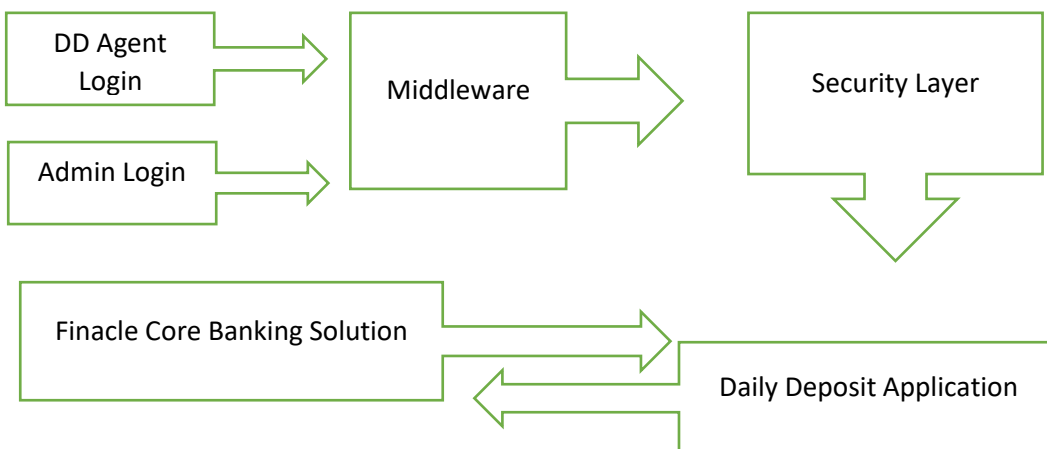 DD Agent
Login
Middleware
Security Layer
Admin Login
Finacle Core Banking Solution
Daily Deposit Application